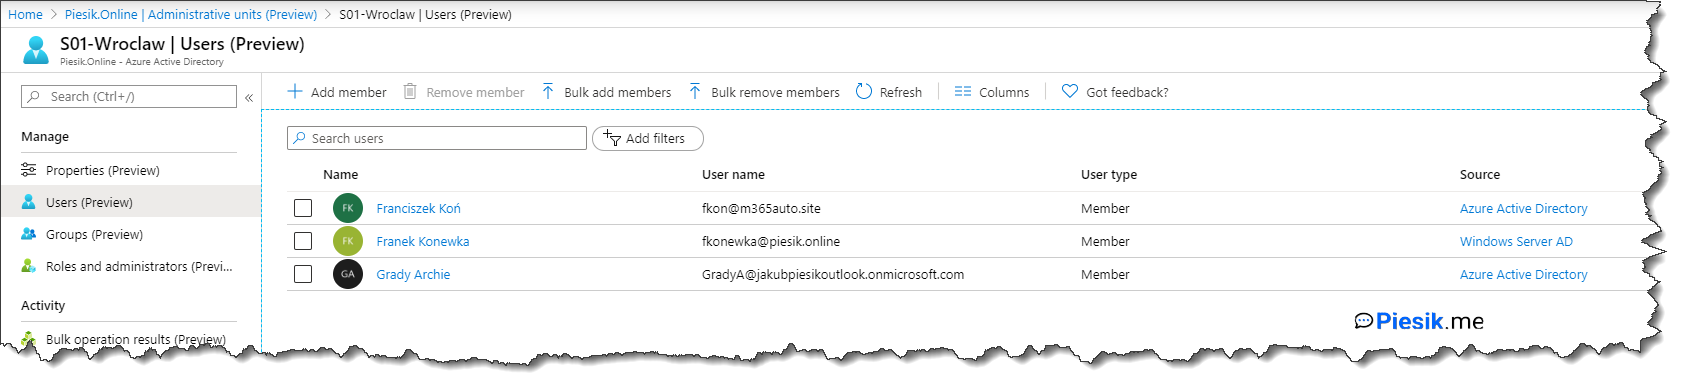 Home > Piesik.Online | Administrative units (Preview) > S01-Wroclaw | Users (Preview)
S01-Wroclaw | Users (Preview)
Piesik.Online - Azure Active Directory
Search (Ctrl+/)
«
Manage
Properties (Preview)
Users (Preview)
Groups (Preview)
Roles and administrators (Previ...
Activity
Bulk operation results (Preview)
Add member
Remove member
Bulk add members
Bulk remove members
Refresh
Columns
Got feedback?
Search users
Add filters
Name User name User type Source
FK Franciszek Koń fkon@m365auto.site Member Azure Active Directory
FK Franek Konewka fkonewka@piesik.online Member Windows Server AD
GA Grady Archie GradyA@jakubpiesikoutlook.onmicrosoft.com Member Azure Active Directory
Piesik.me